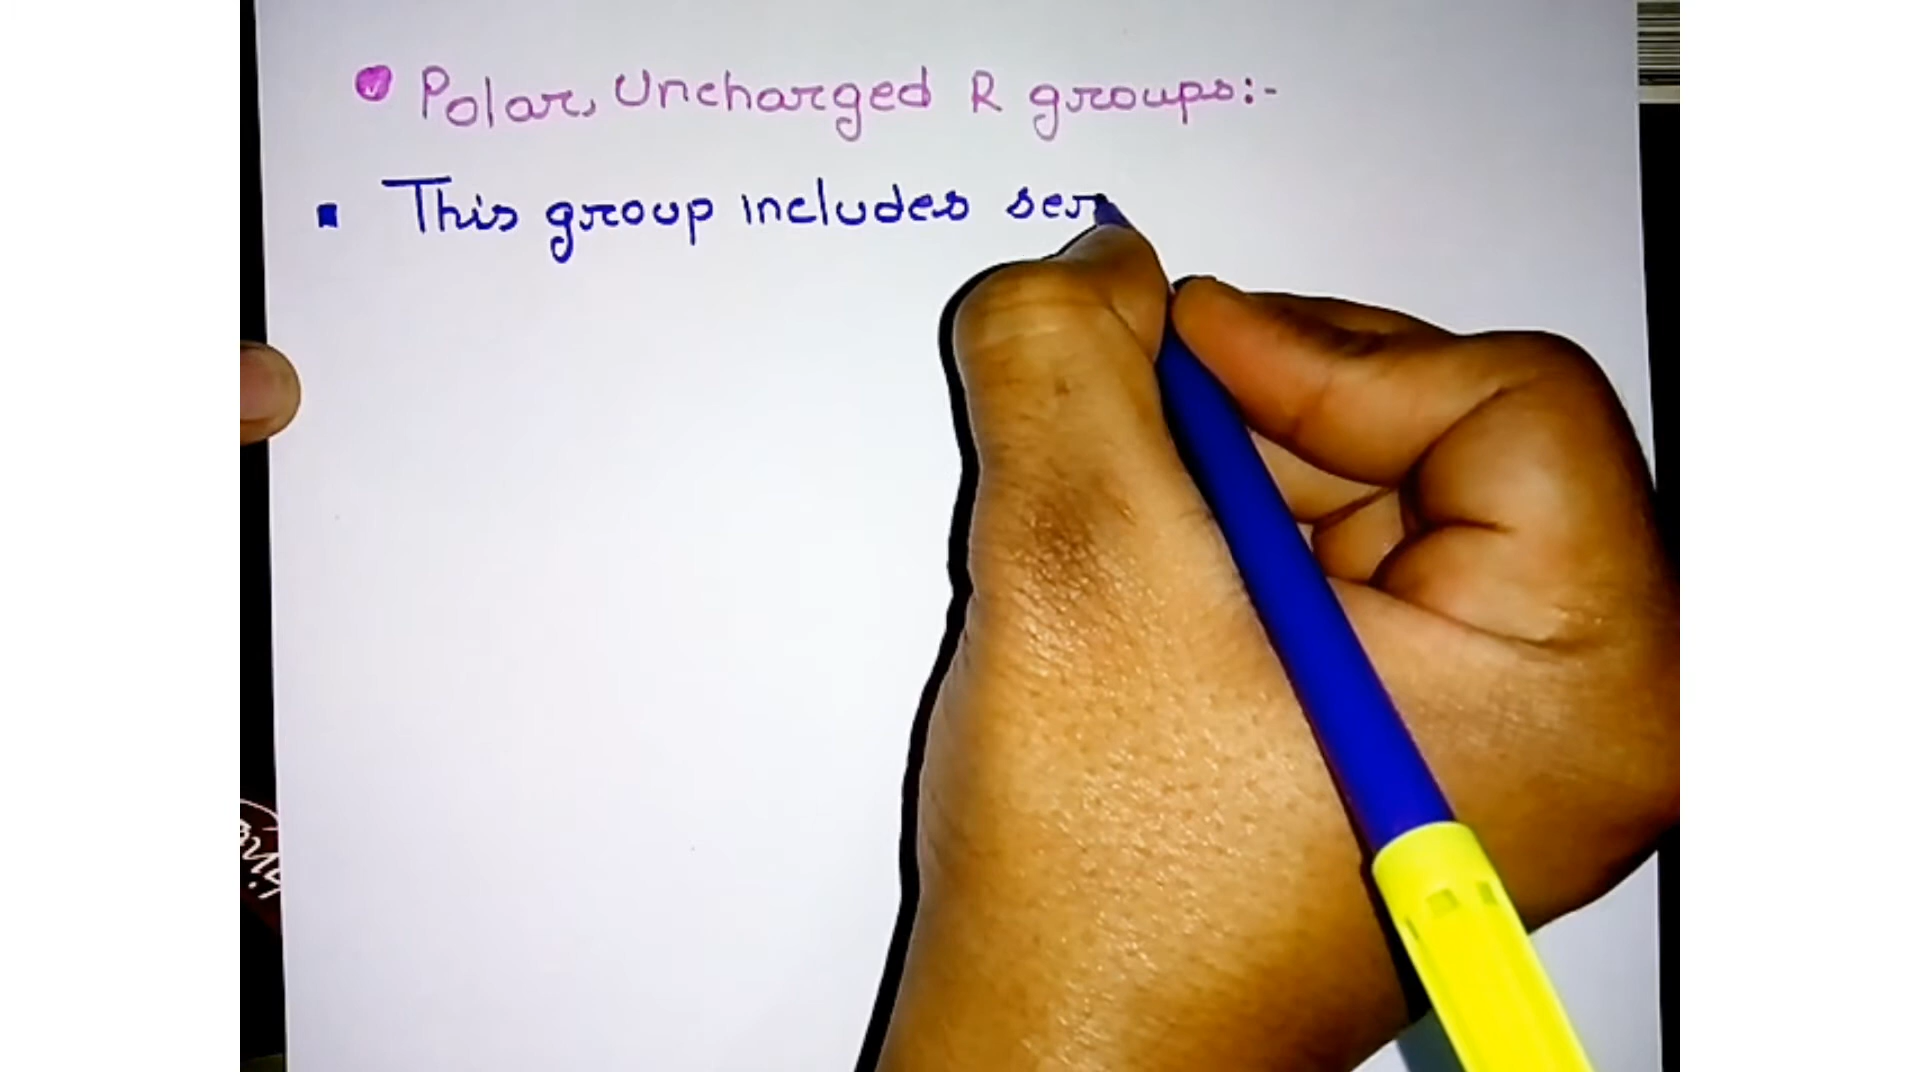 Polar, Uncharged R groups:-
This group includes ser